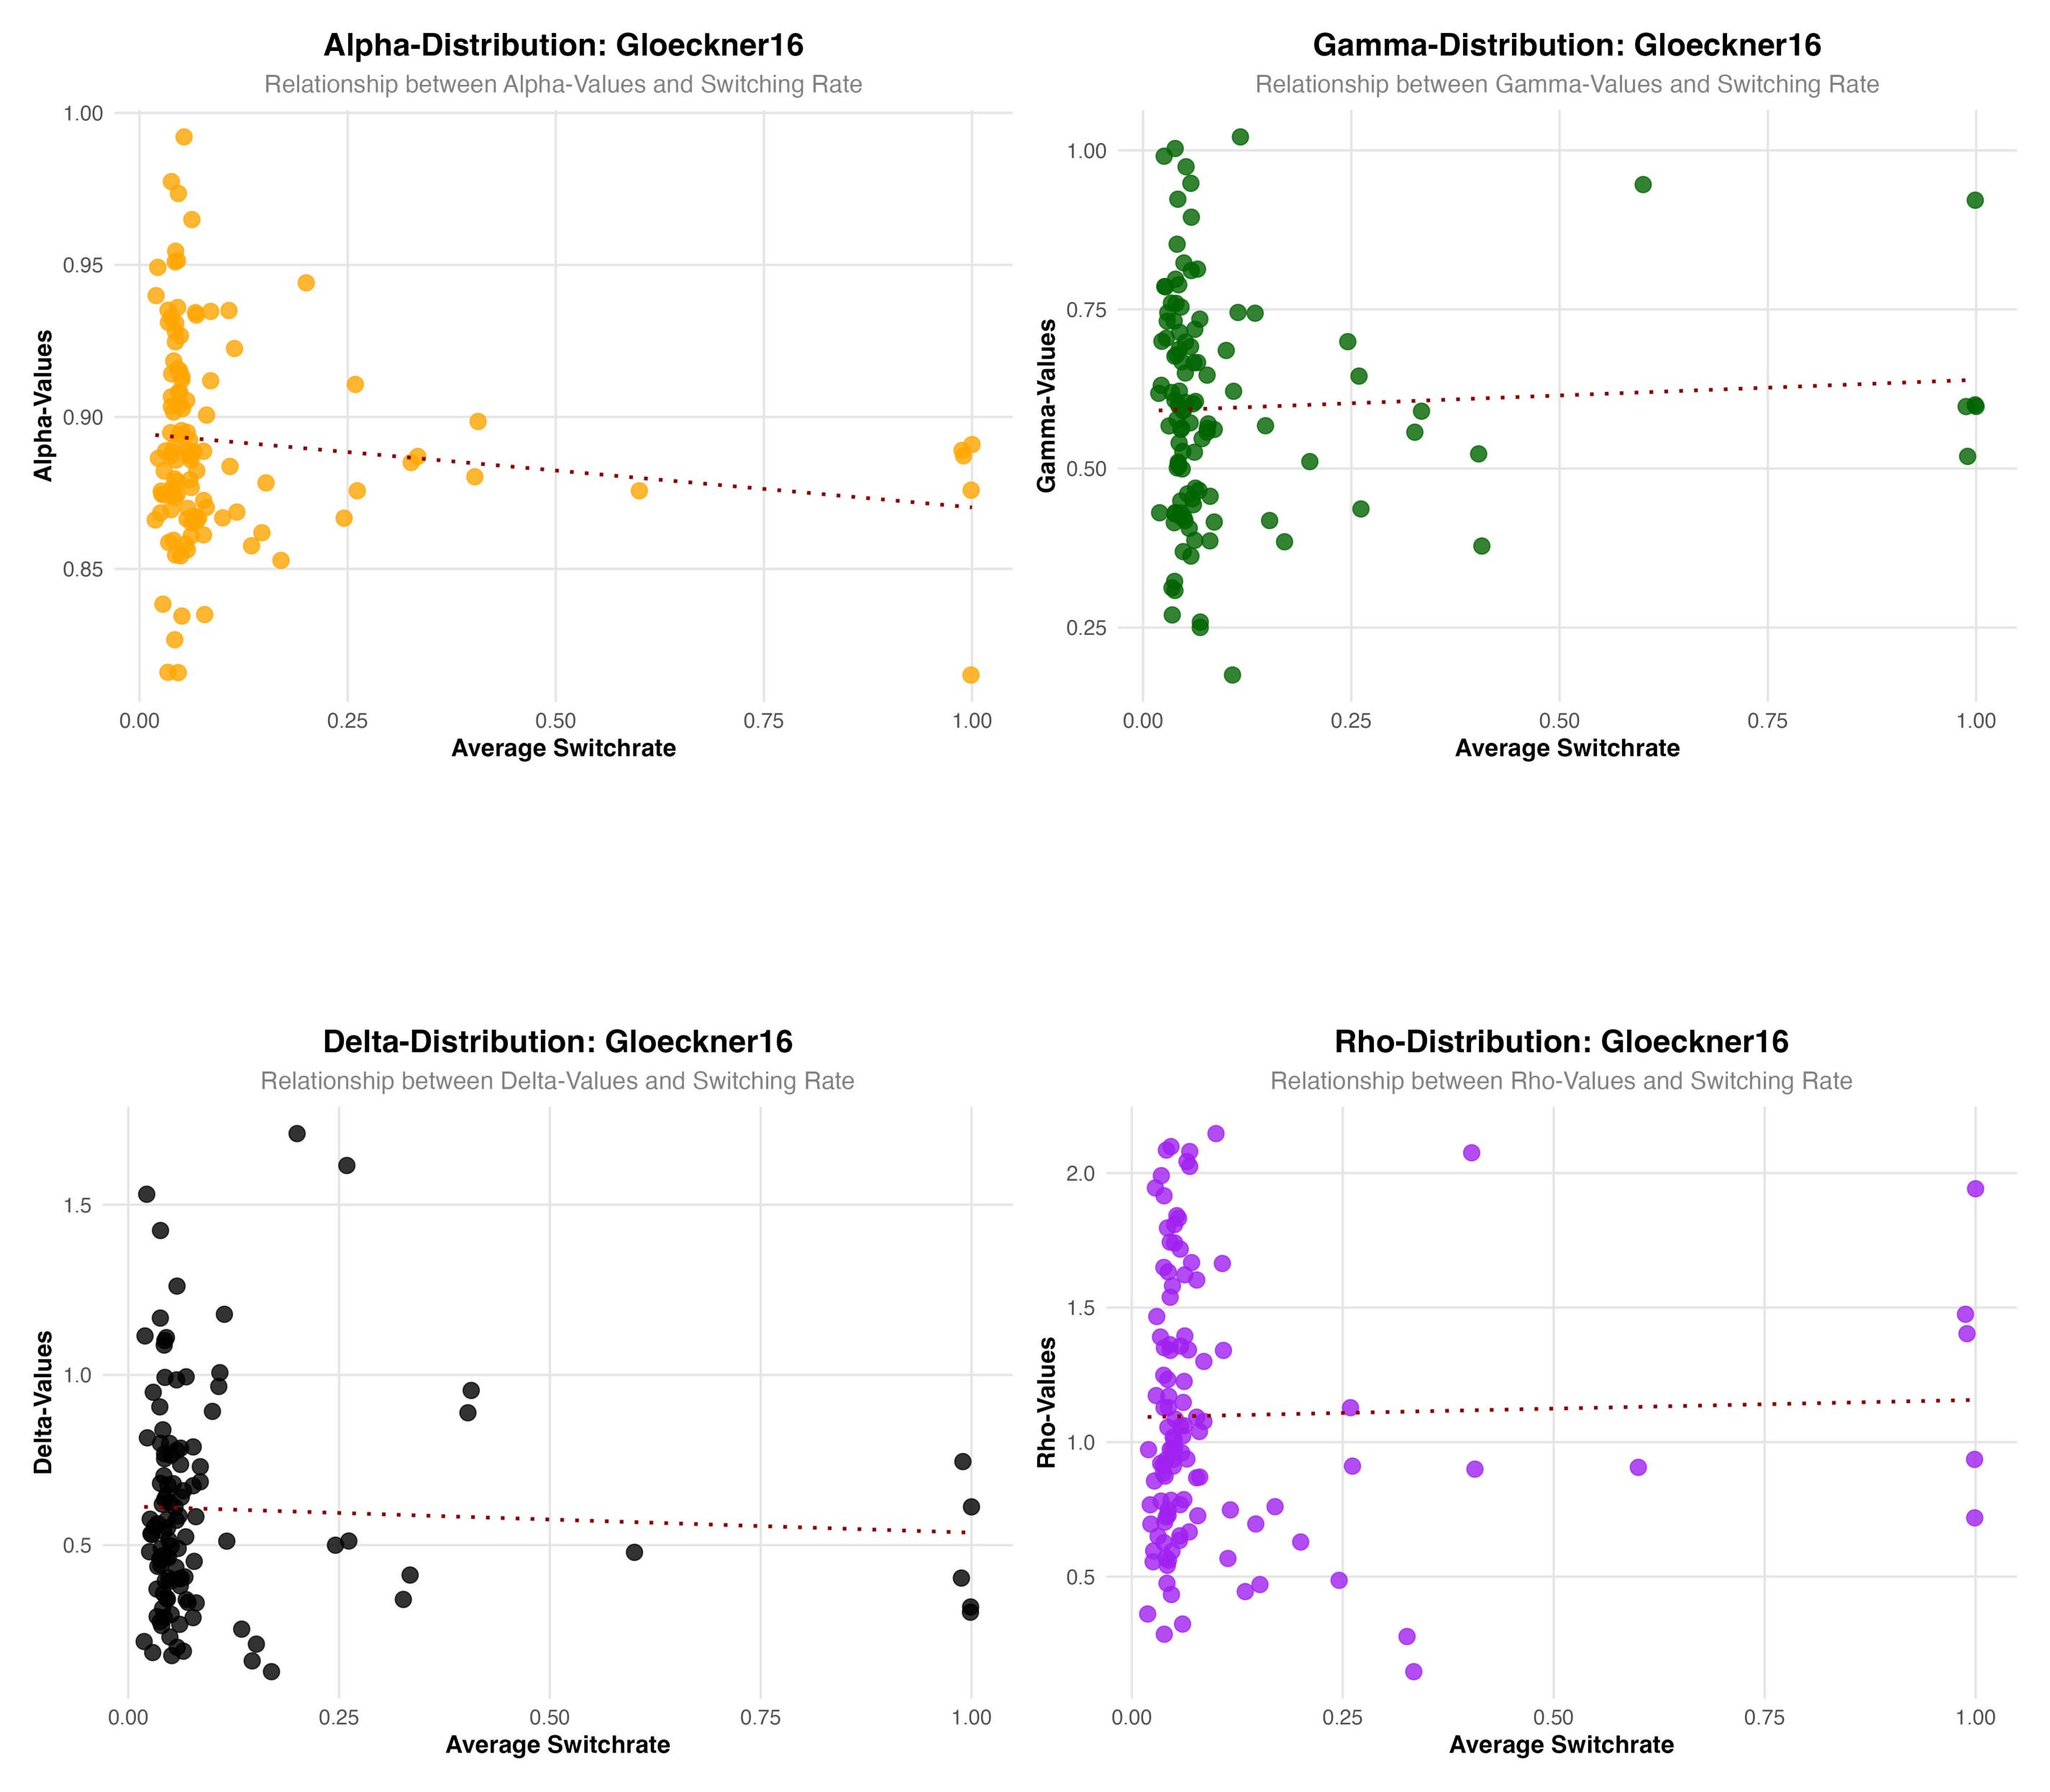 Alpha-Distribution: Gloeckner16
Relationship between Alpha-Values and Switching Rate
1.00
0.95
0.90
0.85
Alpha-Values
0.00 0.25 0.50 0.75 1.00
Average Switchrate
Gamma-Distribution: Gloeckner16
Relationship between Gamma-Values and Switching Rate
1.00
0.75
0.50
0.25
Gamma-Values
0.00 0.25 0.50 0.75 1.00
Average Switchrate
Delta-Distribution: Gloeckner16
Relationship between Delta-Values and Switching Rate
1.5
1.0
0.5
Delta-Values
0.00 0.25 0.50 0.75 1.00
Average Switchrate
Rho-Distribution: Gloeckner16
Relationship between Rho-Values and Switching Rate
2.0
1.5
1.0
0.5
Rho-Values
0.00 0.25 0.50 0.75 1.00
Average Switchrate